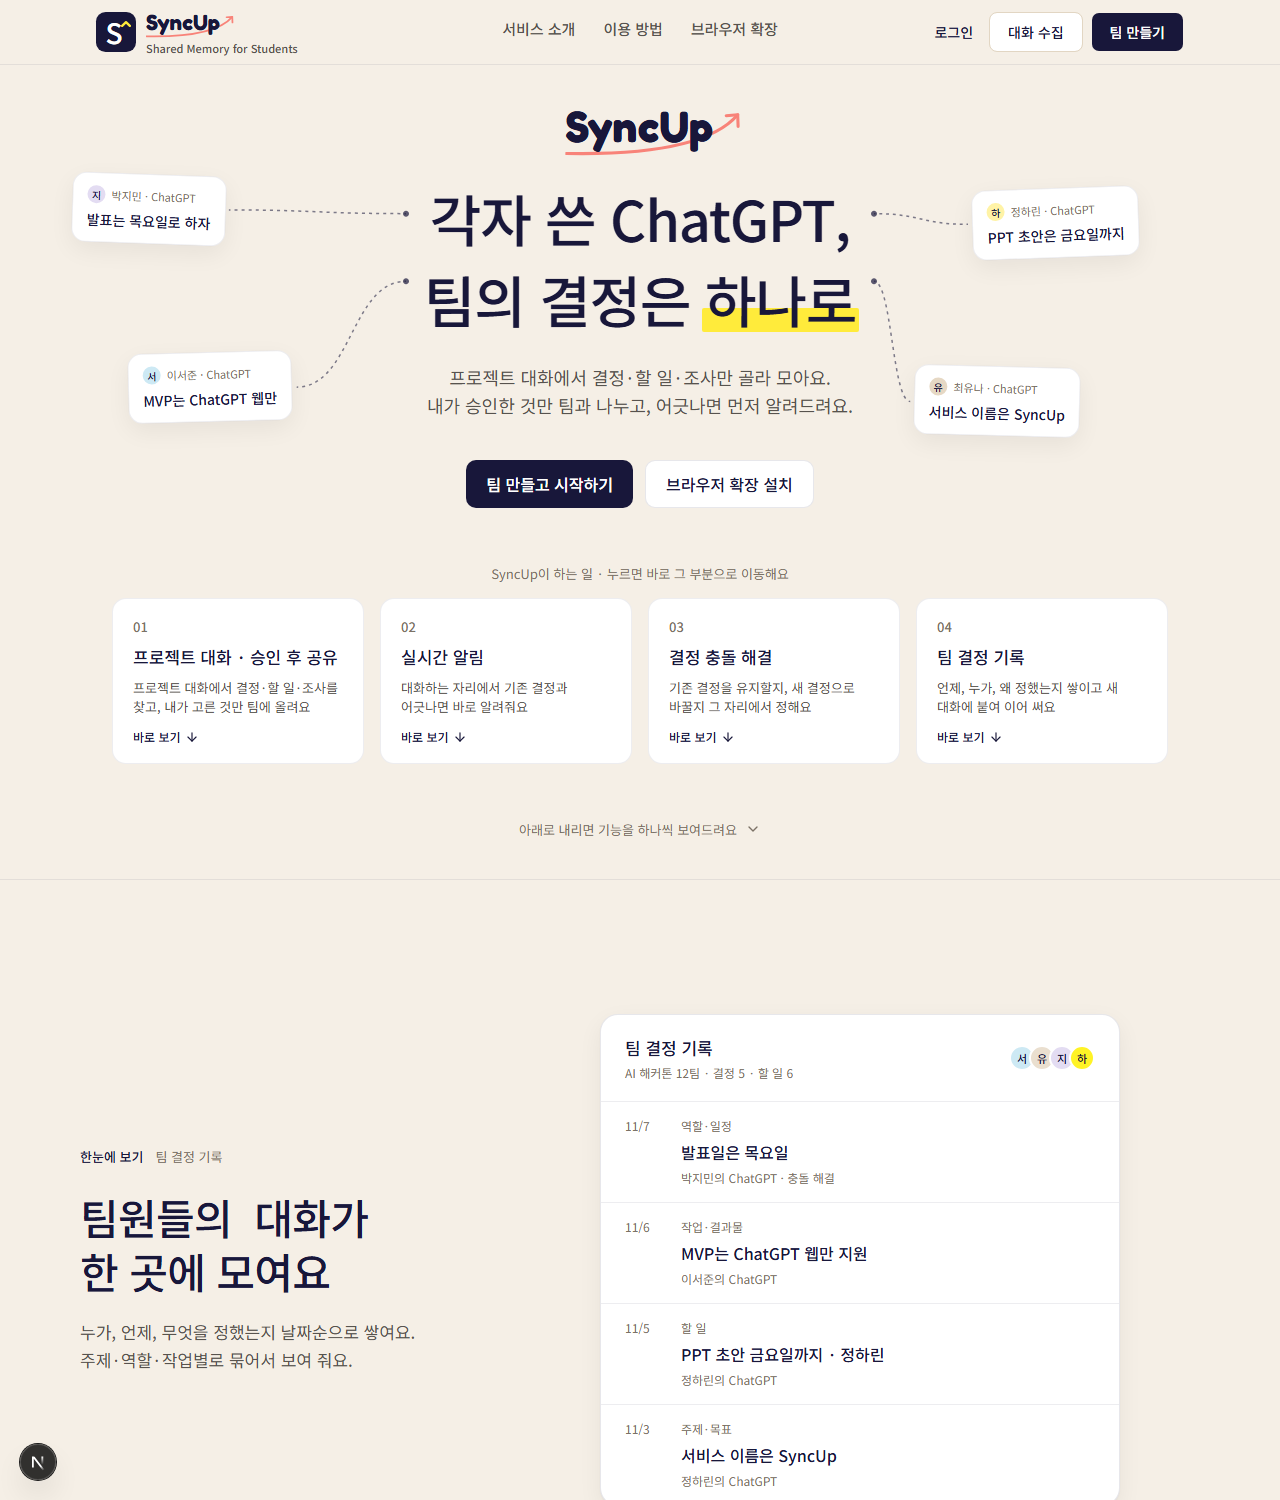 S
SyncUp
Shared Memory for Students
서비스 소개
이용 방법
브라우저 확장
로그인
대화 수집
팀 만들기
SyncUp
지 박지민 · ChatGPT
발표는 목요일로 하자
하 정하린 · ChatGPT
PPT 초안은 금요일까지
각자 쓴 ChatGPT,
팀의 결정은 하나로
서 이서준 · ChatGPT
MVP는 ChatGPT 웹만
유 최유나 · ChatGPT
서비스 이름은 SyncUp
프로젝트 대화에서 결정·할 일·조사만 골라 모아요.
내가 승인한 것만 팀과 나누고, 어긋나면 먼저 알려드려요.
팀 만들고 시작하기
브라우저 확장 설치
SyncUp이 하는 일 · 누르면 바로 그 부분으로 이동해요
01
프로젝트 대화 · 승인 후 공유
프로젝트 대화에서 결정·할 일·조사를
찾고, 내가 고른 것만 팀에 올려요
바로 보기 ↓
02
실시간 알림
대화하는 자리에서 기존 결정과
어긋나면 바로 알려줘요
바로 보기 ↓
03
결정 충돌 해결
기존 결정을 유지할지, 새 결정으로
바꿀지 그 자리에서 정해요
바로 보기 ↓
04
팀 결정 기록
언제, 누가, 왜 정했는지 쌓이고 새
대화에 붙여 이어 써요
바로 보기 ↓
아래로 내리면 기능을 하나씩 보여드려요
한눈에 보기 팀 결정 기록
팀원들의 대화가
한 곳에 모여요
누가, 언제, 무엇을 정했는지 날짜순으로 쌓여요.
주제·역할·작업별로 묶어서 보여 줘요.
팀 결정 기록
AI 해커톤 12팀 · 결정 5 · 할 일 6
서 유 지 하
11/7 역할·일정
발표일은 목요일
박지민의 ChatGPT · 충돌 해결
11/6 작업·결과물
MVP는 ChatGPT 웹만 지원
이서준의 ChatGPT
11/5 할 일
PPT 초안 금요일까지 · 정하린
정하린의 ChatGPT
11/3 주제·목표
서비스 이름은 SyncUp
정하린의 ChatGPT
N